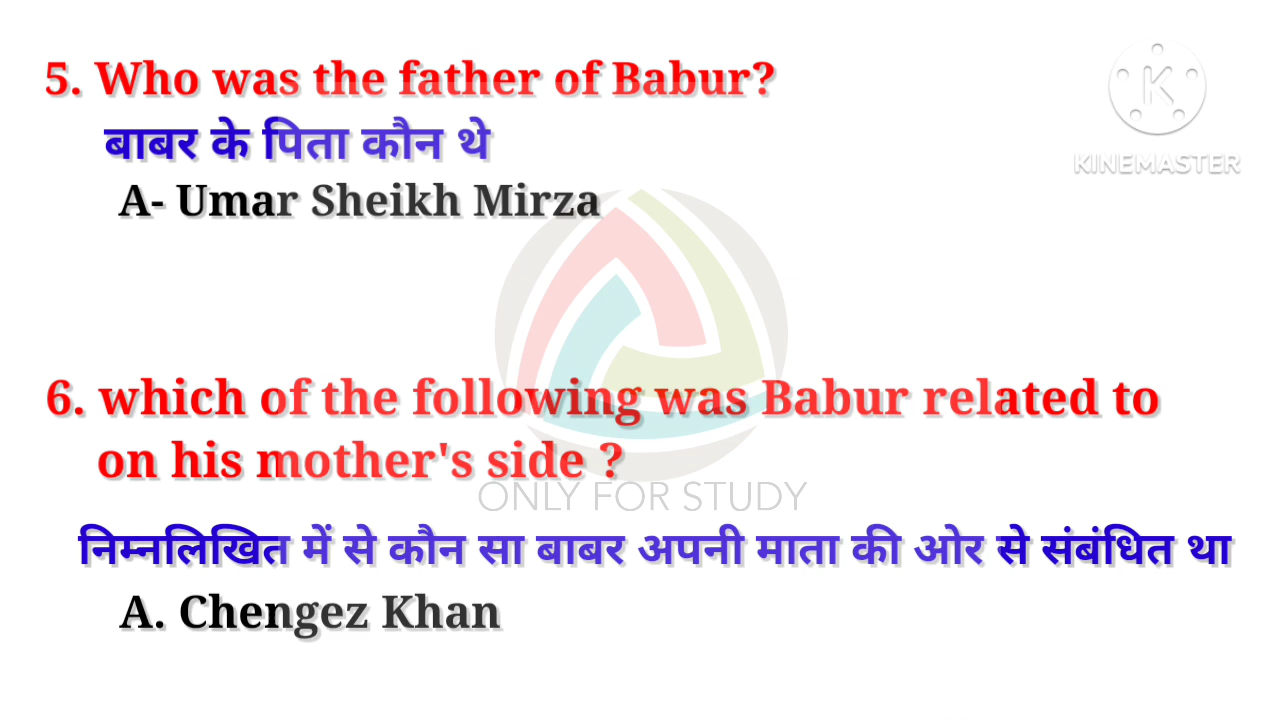 5. Who was the father of Babur?
KINEMASTER
बाबर के पिता कौन थे
A- Umar Sheikh Mirza
6. which of the following was Babur related to
on his mother's side ?
ONLY FOR STUDY
निम्नलिखित में से कौन सा बाबर अपनी माता की ओर से संबंधित था
A. Chengez Khan